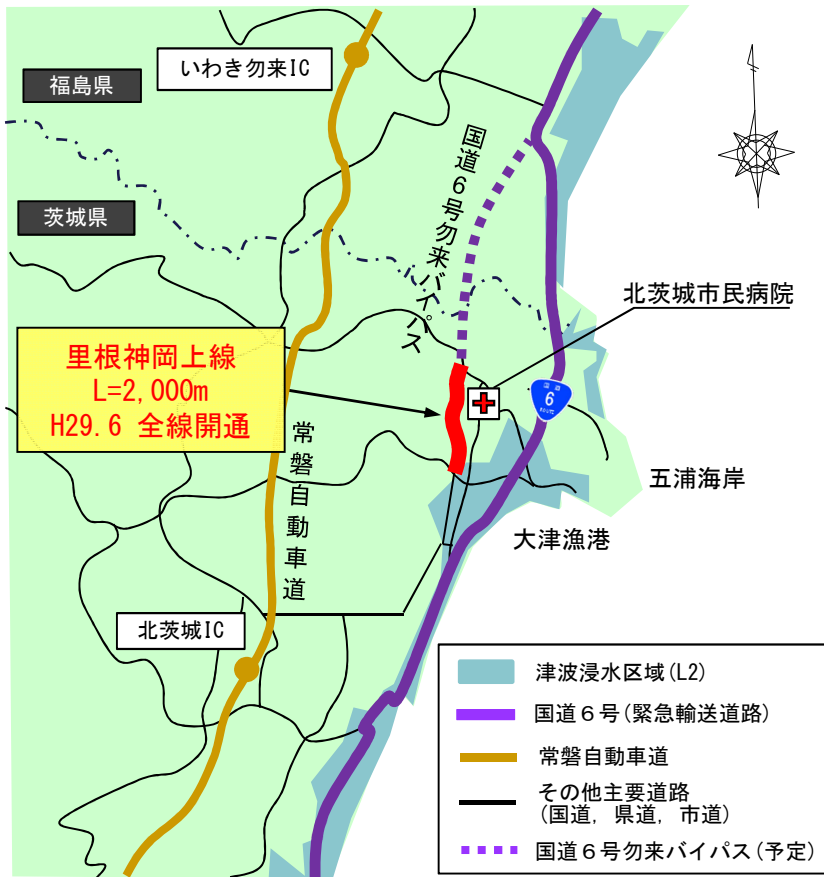 いわき勿来IC
福島県
茨城県
国道６号勿来バイパス
北茨城市民病院
里根神岡上線
L=2,000m
H29.6 全線開通
国道
6
ROUTE
常磐自動車道
五浦海岸
大津漁港
北茨城IC
津波浸水区域(L2)
国道６号(緊急輸送道路)
常磐自動車道
その他主要道路
(国道，県道，市道)
国道６号勿来バイパス(予定)